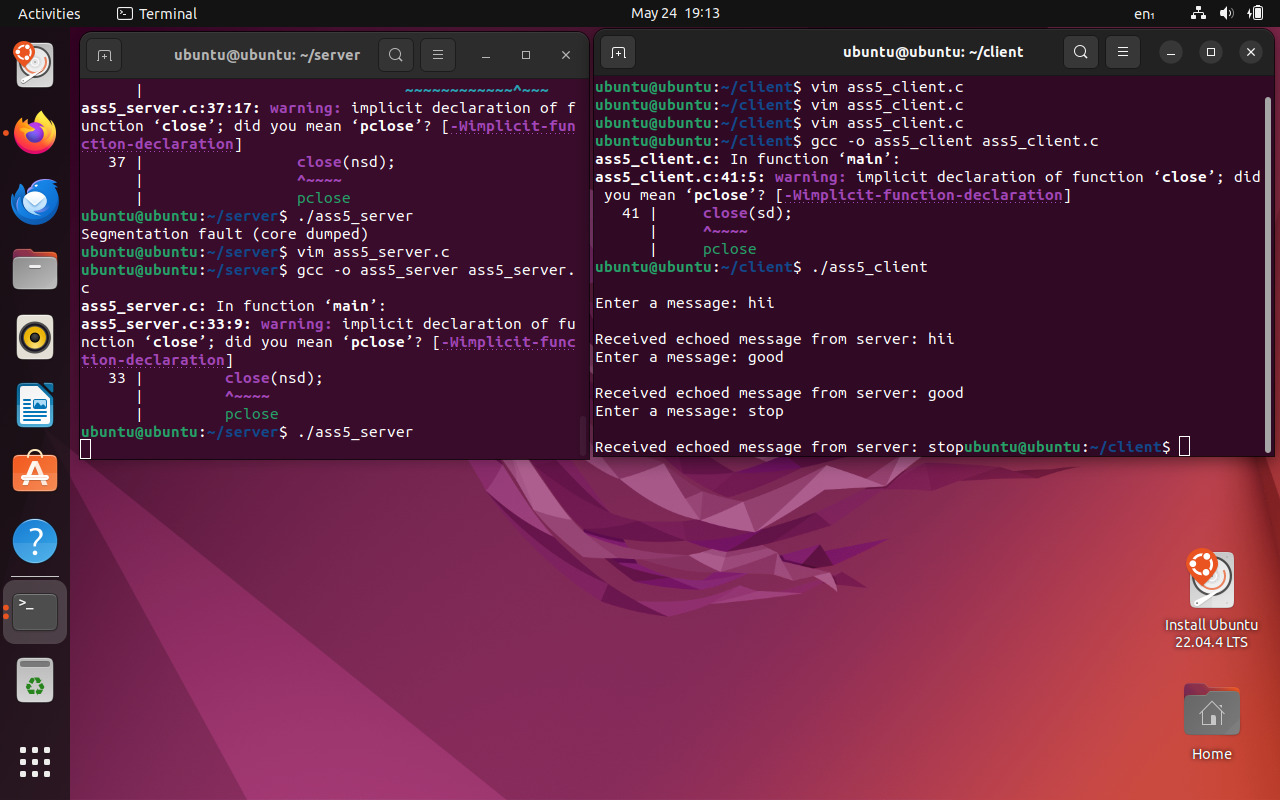 Activities
Terminal
May 24 19:13
en₁
ubuntu@ubuntu: ~/server
| ~~~~~~~~~~~~^~~~
ass5_server.c:37:17: warning: implicit declaration of f
unction ‘close’; did you mean ‘pclose’? [-Wimplicit-fun
ction-declaration]
37 | close(nsd);
| ^~~~~
| pclose
ubuntu@ubuntu:~/server$ ./ass5_server
Segmentation fault (core dumped)
ubuntu@ubuntu:~/server$ vim ass5_server.c
ubuntu@ubuntu:~/server$ gcc -o ass5_server ass5_server.
c
ass5_server.c: In function ‘main’:
ass5_server.c:33:9: warning: implicit declaration of fu
nction ‘close’; did you mean ‘pclose’? [-Wimplicit-func
tion-declaration]
33 | close(nsd);
| ^~~~~
| pclose
ubuntu@ubuntu:~/server$ ./ass5_server
ubuntu@ubuntu: ~/client
ubuntu@ubuntu:~/client$ vim ass5_client.c
ubuntu@ubuntu:~/client$ vim ass5_client.c
ubuntu@ubuntu:~/client$ vim ass5_client.c
ubuntu@ubuntu:~/client$ gcc -o ass5_client ass5_client.c
ass5_client.c: In function ‘main’:
ass5_client.c:41:5: warning: implicit declaration of function ‘close’; did
you mean ‘pclose’? [-Wimplicit-function-declaration]
41 | close(sd);
| ^~~~~
| pclose
ubuntu@ubuntu:~/client$ ./ass5_client
Enter a message: hii
Received echoed message from server: hii
Enter a message: good
Received echoed message from server: good
Enter a message: stop
Received echoed message from server: stopubuntu@ubuntu:~/client$
Install Ubuntu
22.04.4 LTS
Home